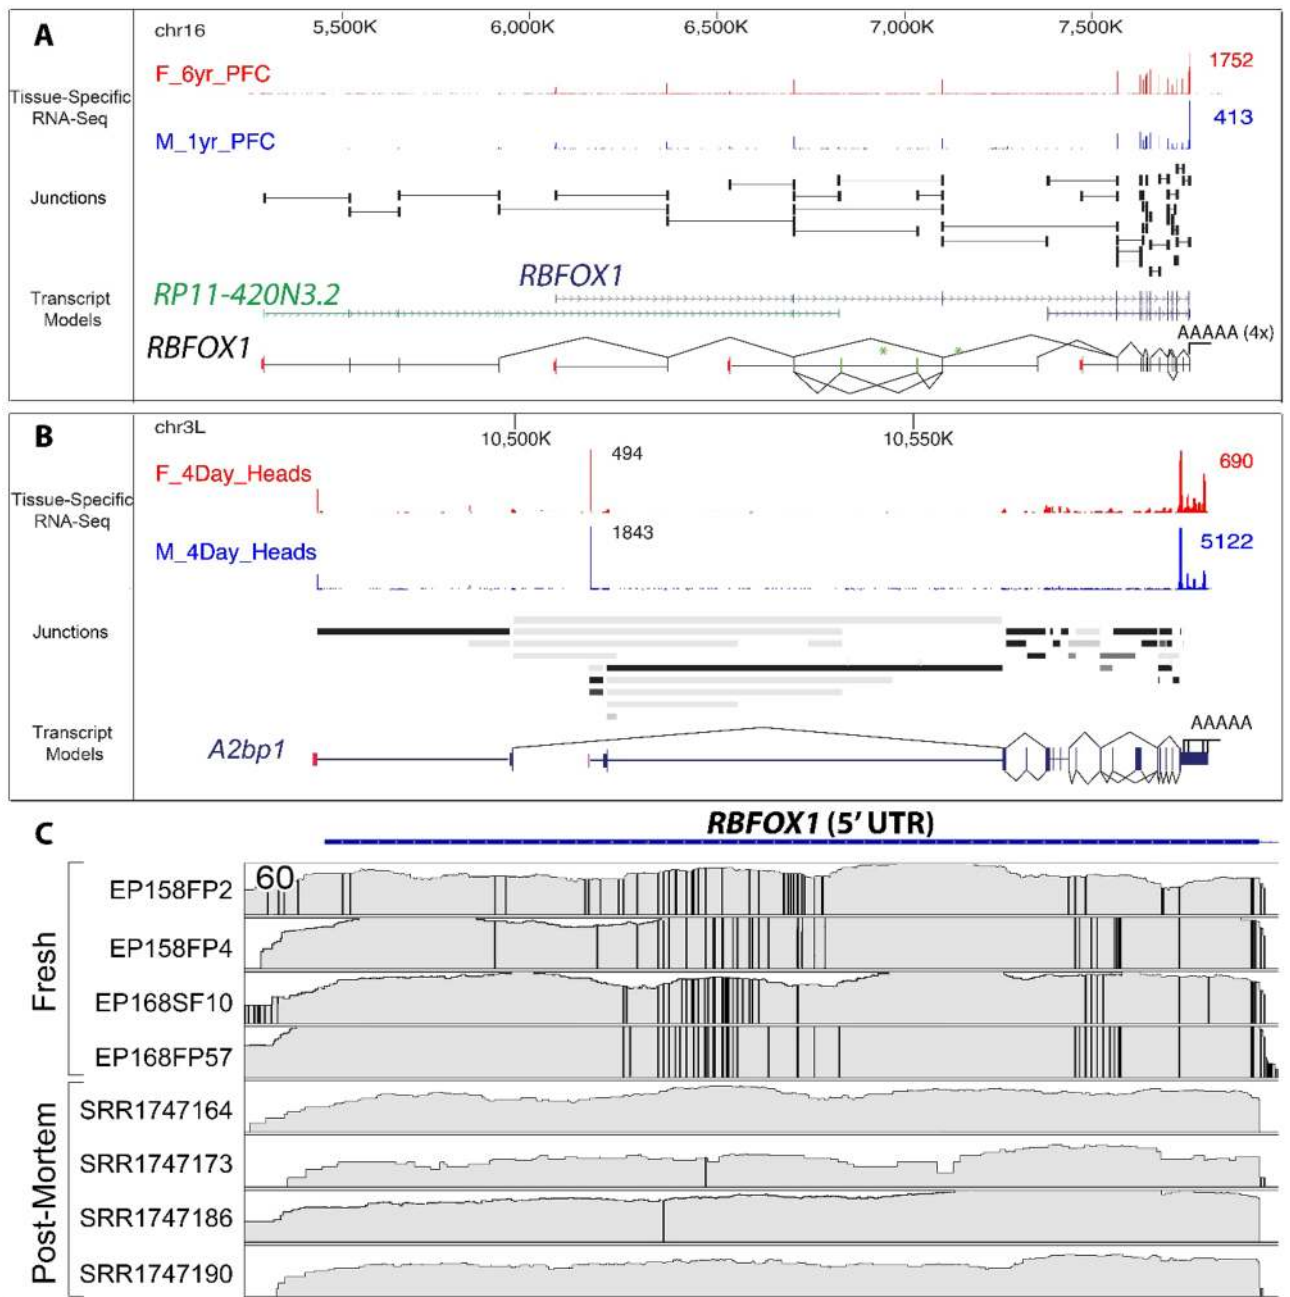 A
chr16
5,500K 6,000K 6,500K 7,000K 7,500K
Tissue-Specific
RNA-Seq
F_6yr_PFC
1752
M_1yr_PFC
413
Junctions
Transcript
Models
RP11-420N3.2
RBFOX1
RBFOX1
* *
AAAAA (4x)
B
chr3L
10,500K 10,550K
Tissue-Specific
RNA-Seq
F_4Day_Heads
494
690
M_4Day_Heads
1843
5122
Junctions
Transcript
Models
A2bp1
AAAAA
C
RBFOX1 (5’ UTR)
Fresh
60
EP158FP2
EP158FP4
EP168SF10
EP168FP57
Post-Mortem
SRR1747164
SRR1747173
SRR1747186
SRR1747190